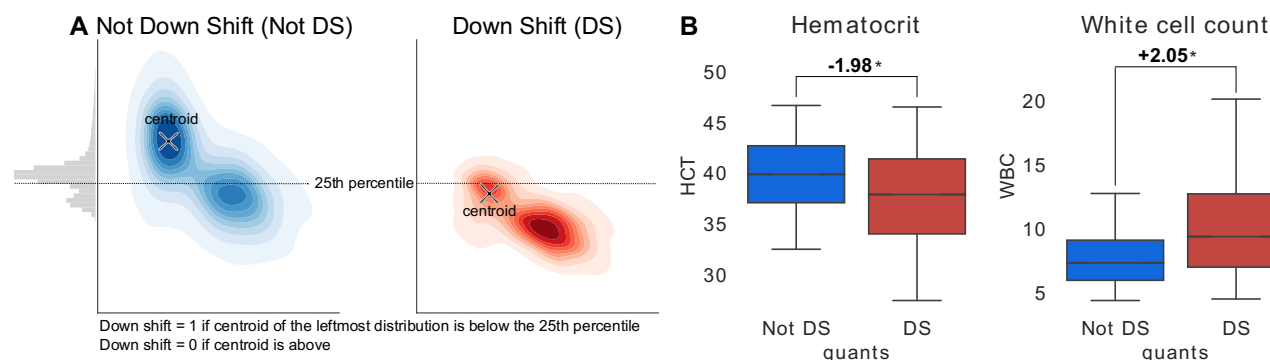 A
Not Down Shift (Not DS)
Down Shift (DS)
centroid
25th percentile
centroid
Down shift = 1 if centroid of the leftmost distribution is below the 25th percentile
Down shift = 0 if centroid is above
B
Hematocrit
-1.98*
50
45
40
35
30
HCT
Not DS
DS
quants
White cell count
+2.05*
20
15
10
5
WBC
Not DS
DS
quants